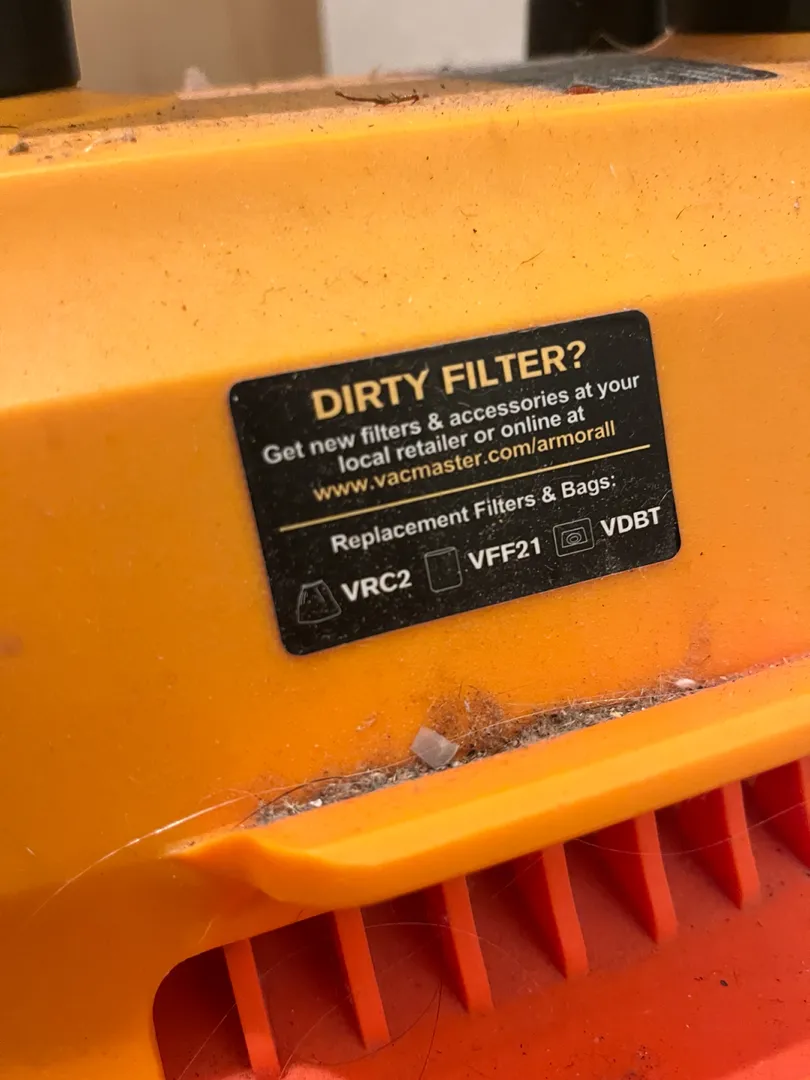 DIRTY FILTER?
Get new filters & accessories at your
local retailer or online at
www.vacmaster.com/armorall
Replacement Filters & Bags:
VRC2 VFF21 VDBT